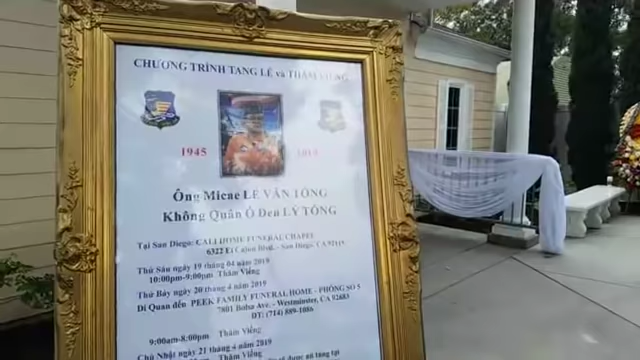 CHƯƠNG TRÌNH TANG LỄ và THĂM
1945
Ông Micae LÊ VĂN TỐNG
Không Quân Ó Đen LÝ TỐNG
TẠI San Diego: CALI HOME FUNERAL CHAPEL
6322 El Cajon Blvd. - San Diego, CA
Thứ Sáu ngày 19 tháng 04 năm 2019
10:00pm-9:00pm: Thăm Viếng
Thứ Bảy ngày 20 tháng 4 năm 2019
Di Quan đến PEEK FAMILY FUNERAL HOME - PHÒNG SỐ 5
7801 Bolsa Ave - Westminster, CA 92683
ĐT: (714) 889-1086
9:00am-8:00pm Thăm Viếng
Chủ Nhật ngày 21 tháng 4 năm 2019
Thăm Viếng